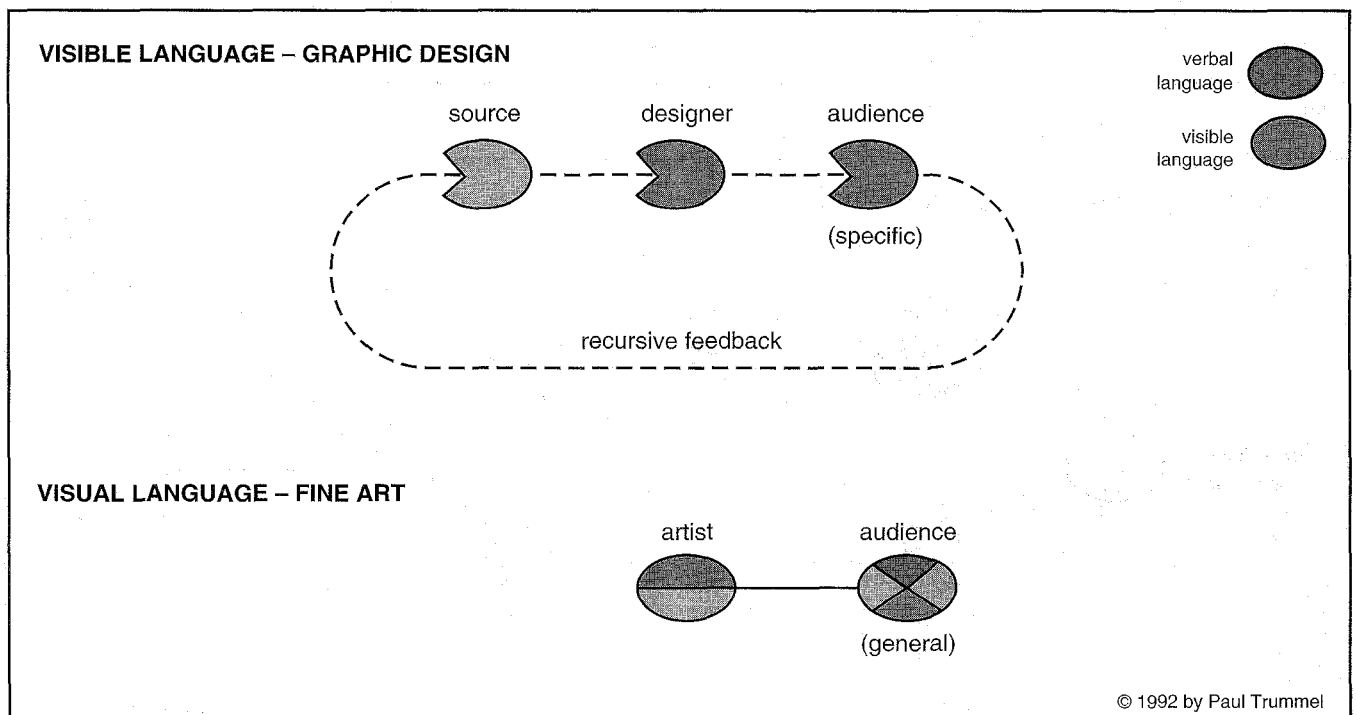 VISIBLE LANGUAGE – GRAPHIC DESIGN
verbal
language
visible
language
source
designer
audience
(specific)
recursive feedback
VISUAL LANGUAGE – FINE ART
artist
audience
(general)
© 1992 by Paul Trummel